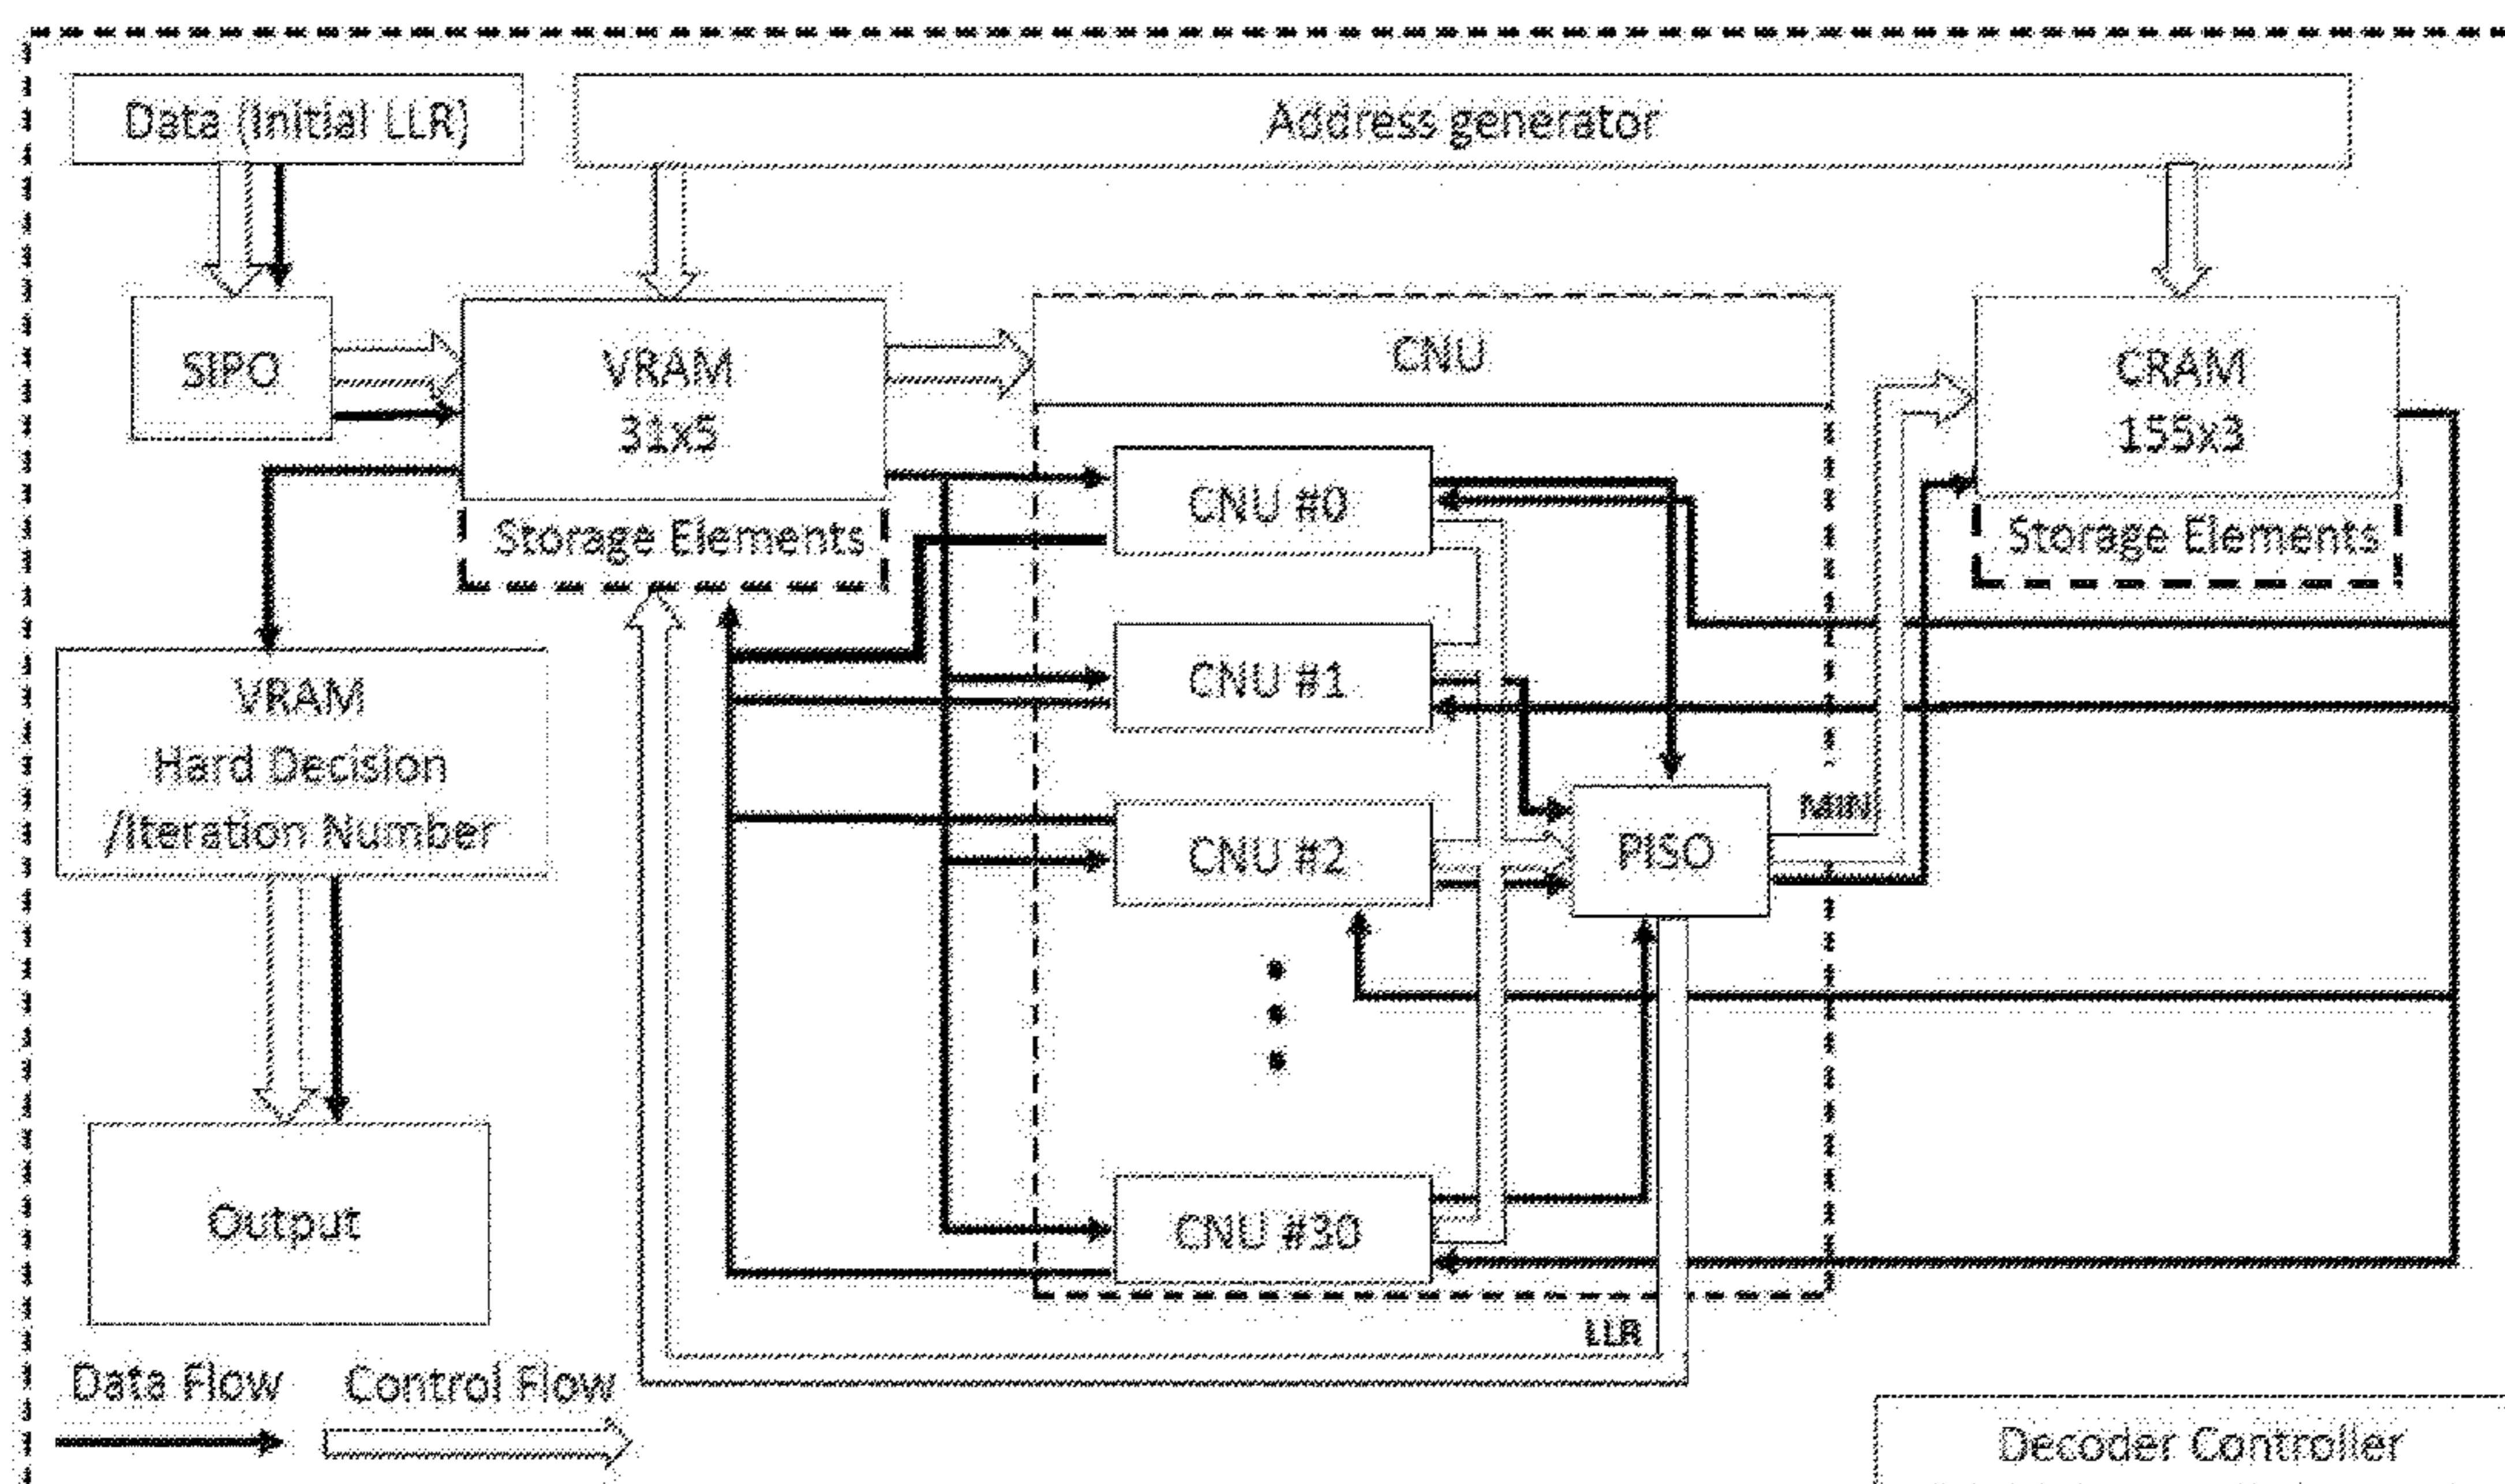 Data (Initial LLR)
Address generator
SIPO
VRAM
31x5
Storage Elements
CNU
CRAM
155x3
Storage Elements
CNU #0
CNU #1
CNU #2
CNU #30
PISO
MIN
LLR
VRAM
Hard Decision
/Iteration Number
Output
Data Flow
Control Flow
Decoder Controller